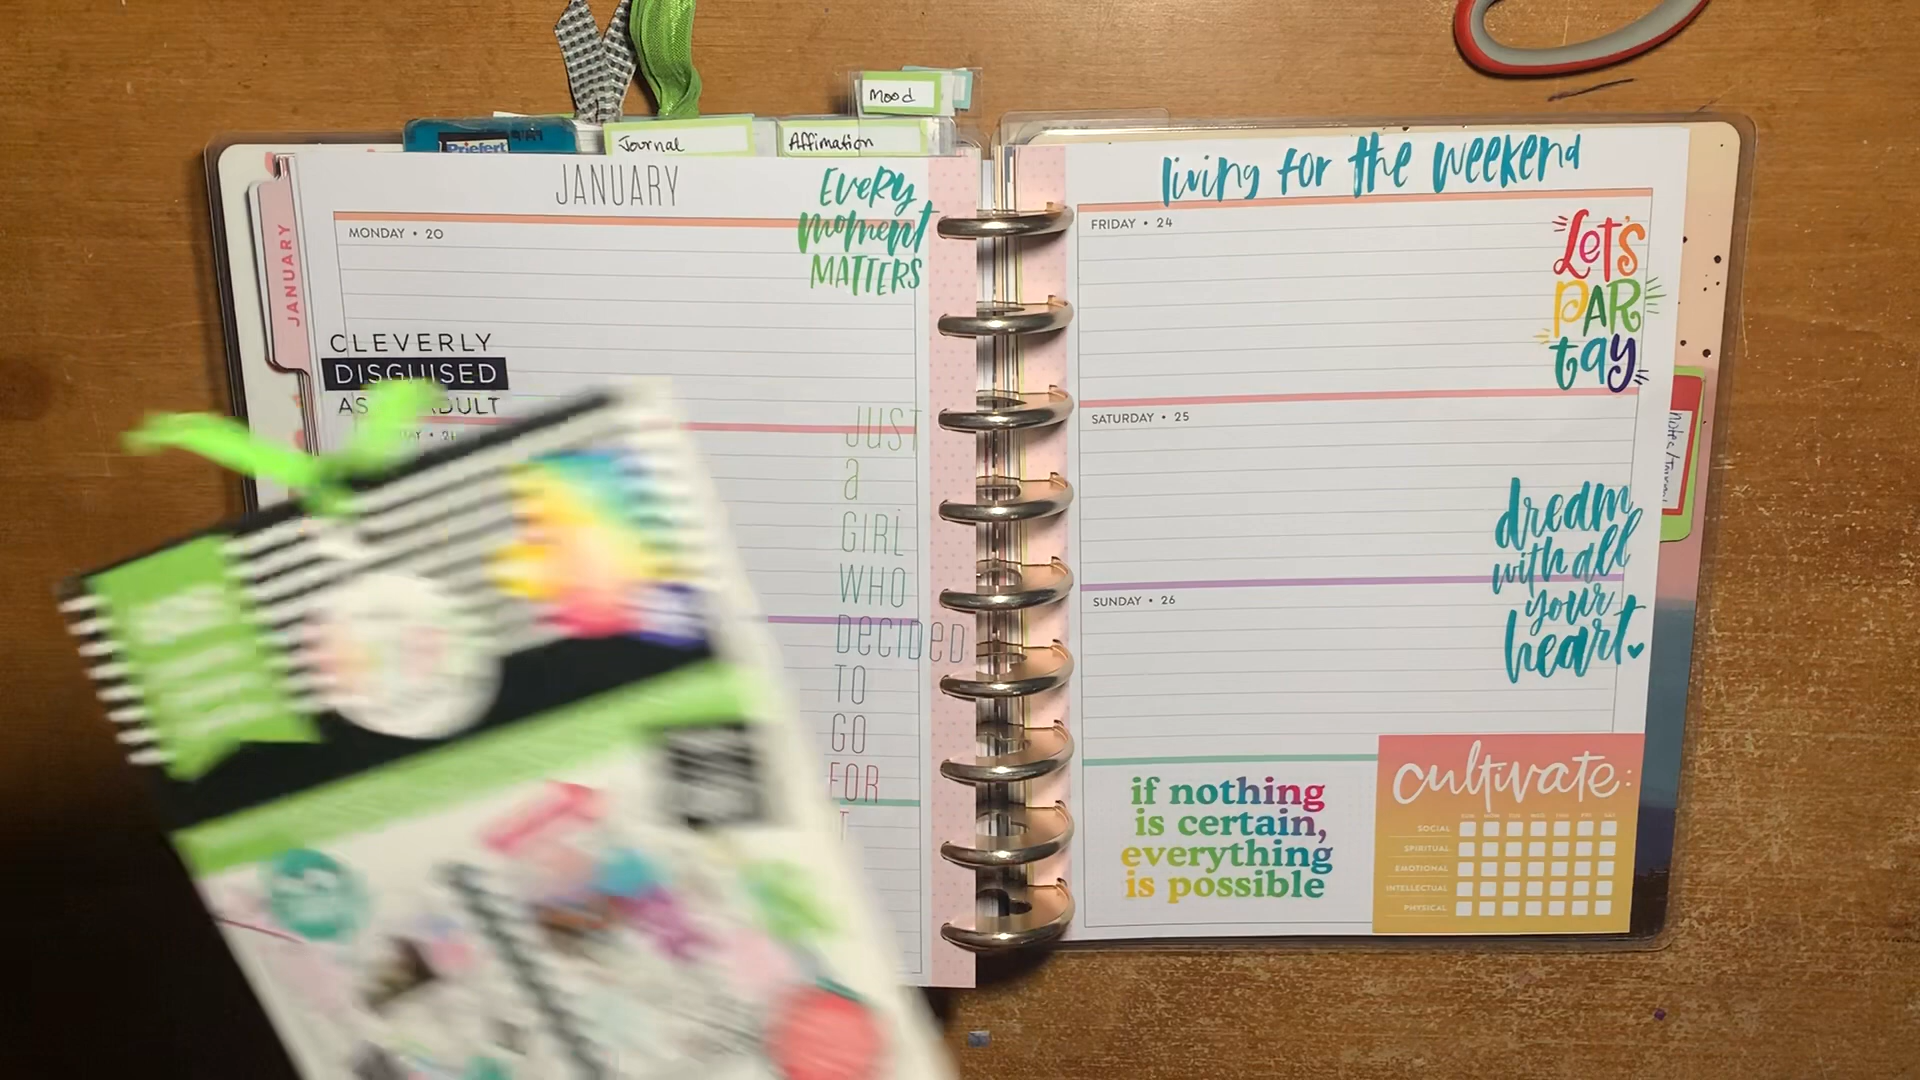 Mood
Priefert
Journal
Affimation
JANUARY
JANUARY
Every
moment
MATTERS
MONDAY • 20
CLEVERLY
DISGUISED
JUST
a
GIRL
WHO
DECIDED
TO
GO
FOR
living for the weekend
FRIDAY • 24
Let's
PAR
tay
SATURDAY • 25
dream
with all
your
heart
SUNDAY • 26
if nothing
is certain,
everything
is possible
cultivate:
SOCIAL
SPIRITUAL
EMOTIONAL
INTELLECTUAL
PHYSICAL